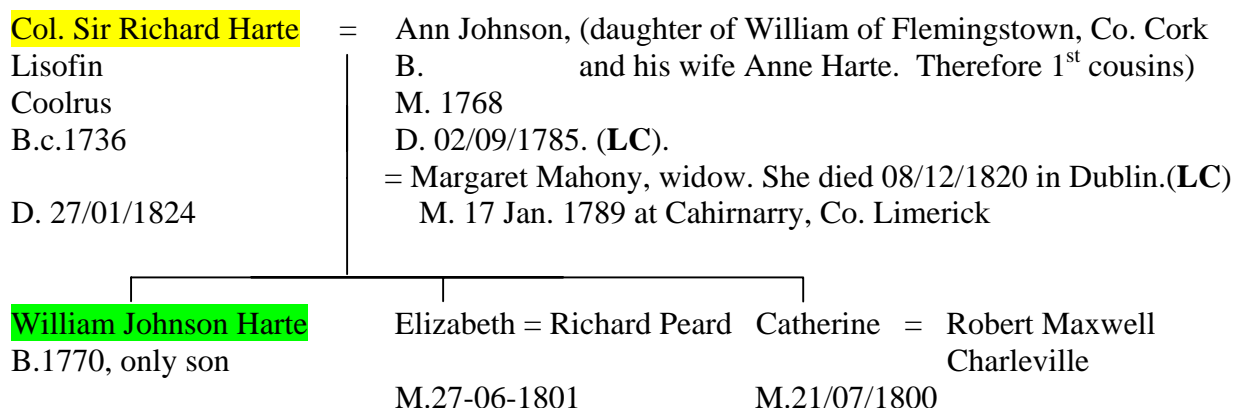 Col. Sir Richard Harte = Ann Johnson, (daughter of William of Flemingstown, Co. Cork
Lisofin B. and his wife Anne Harte. Therefore 1st cousins)
Coolrus M. 1768
B.c.1736 D. 02/09/1785. (LC).
= Margaret Mahony, widow. She died 08/12/1820 in Dublin.(LC)
D. 27/01/1824 M. 17 Jan. 1789 at Cahirnarry, Co. Limerick
William Johnson Harte Elizabeth = Richard Peard Catherine = Robert Maxwell
B.1770, only son Charleville
M.27-06-1801 M.21/07/1800